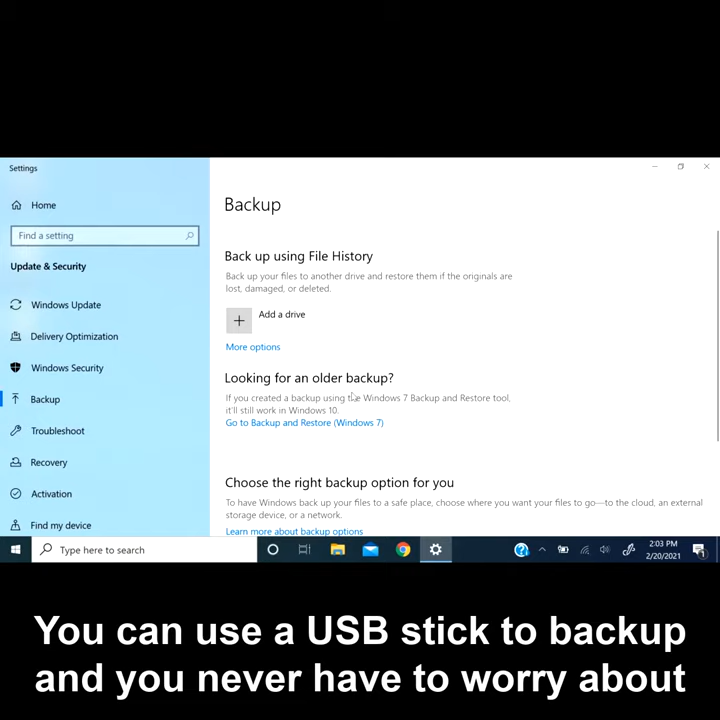 Settings
Home
Find a setting
Update & Security
Windows Update
Delivery Optimization
Windows Security
Backup
Troubleshoot
Recovery
Activation
Find my device
Backup
Back up using File History
Back up your files to another drive and restore them if the originals are
lost, damaged, or deleted.
Add a drive
More options
Looking for an older backup?
If you created a backup using the Windows 7 Backup and Restore tool,
it'll still work in Windows 10.
Go to Backup and Restore (Windows 7)
Choose the right backup option for you
To have Windows back up your files to a safe place, choose where you want your files to go—to the cloud, an external
storage device, or a network.
Learn more about backup options
Type here to search
2:03 PM
2/20/2021
You can use a USB stick to backup
and you never have to worry about